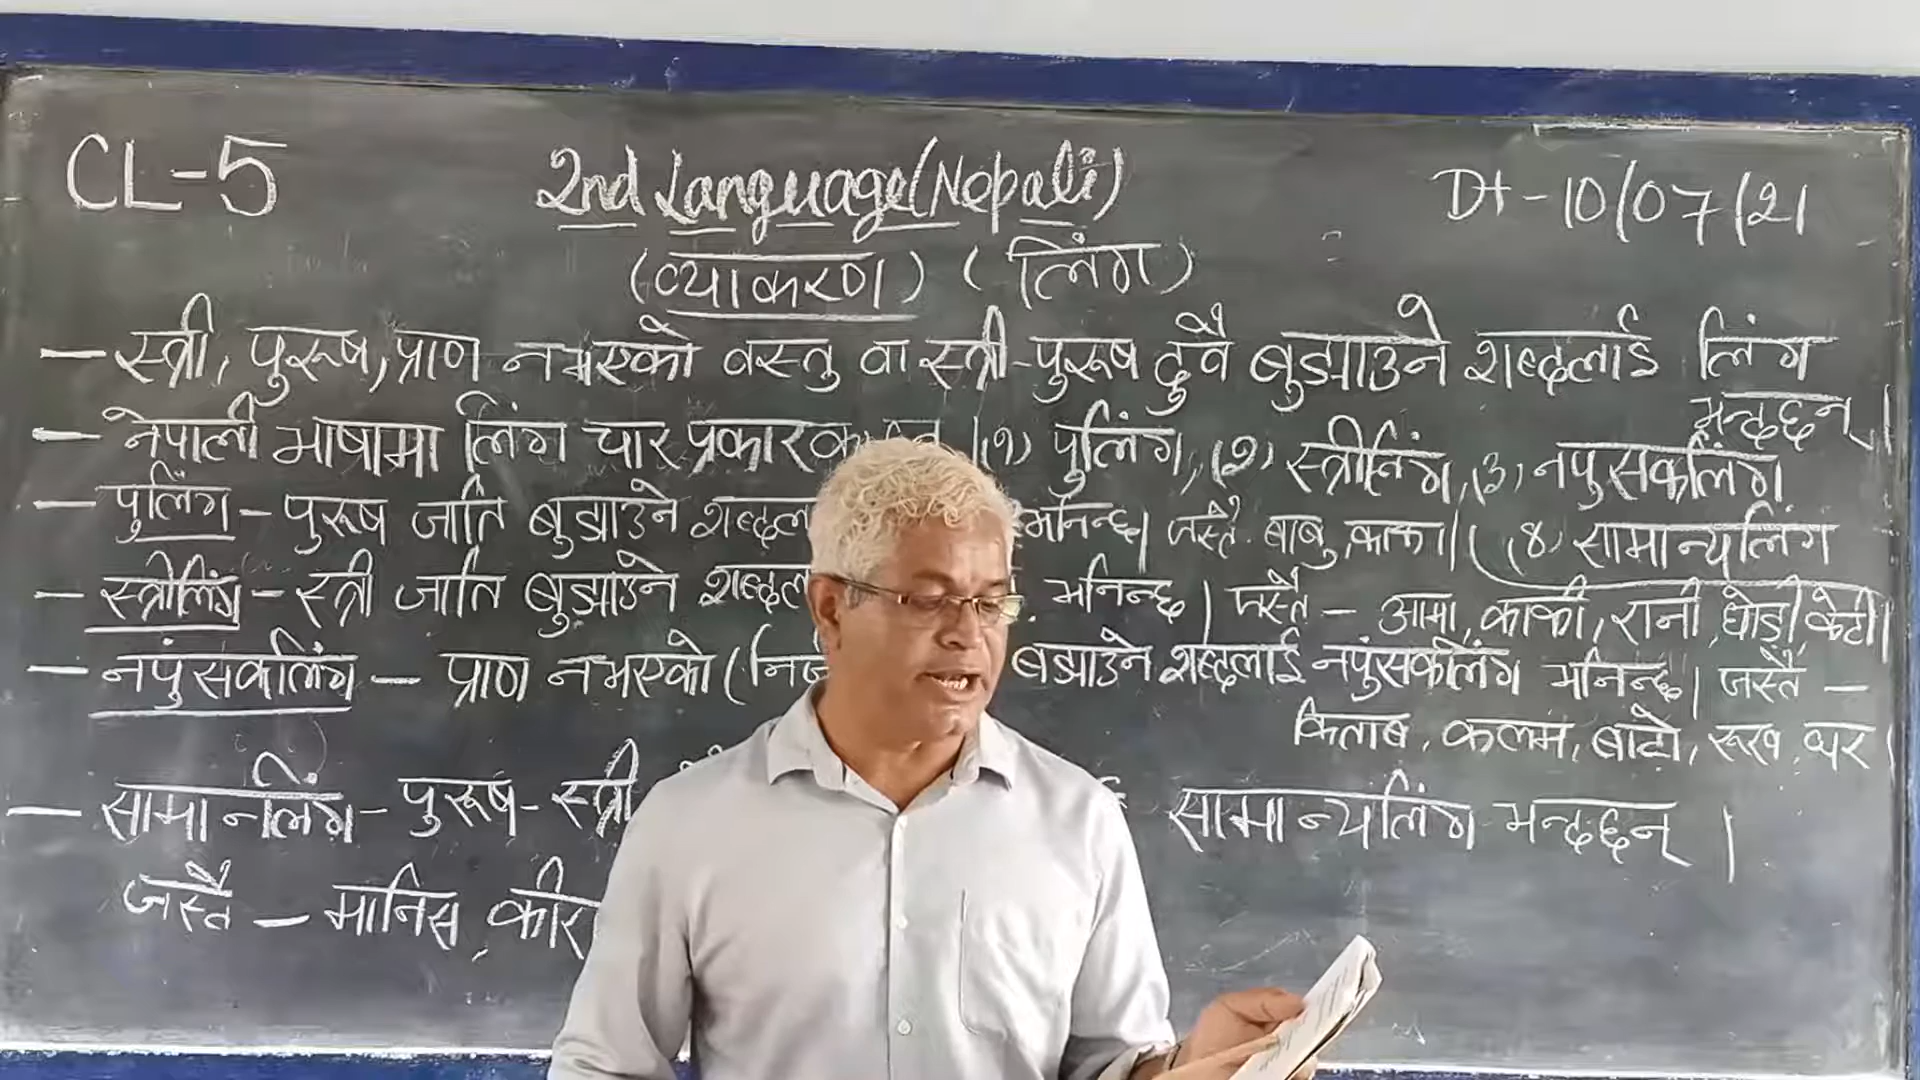 CL-5
2nd Language(Nepali)
Dt-10/07/21
(व्याकरण) (लिंग)
- स्त्री, पुरूष, प्राण नभएको वस्तु वा स्त्री-पुरूष दुवै बुझाउने शब्दलाई लिंग
भन्दछन् ।
- नेपाली भाषामा लिंग चार प्रकारका । (१) पुलिंग, (२) स्त्रीलिंग, (३) नपुसकलिंग
- पुलिंग - पुरूष जाति बुझाउने भनिन्छ। जस्तै. बाबु, काका। (४) सामान्यलिंग
- स्त्रीलिंग - स्त्री जाति बुझाउने भनिन्छ । जस्तै - आमा, काकी, रानी, घोडी, केटी।
- नपुंसकलिंग - प्राण नभएको ( बुझाउने शब्दलाई नपुंसकलिंग भनिन्छ। जस्तै -
किताब, कलम, बाटो, रूख, घर ।
- सामानलिंग - पुरूष - स्त्री सामान्यलिंग भन्दछन् ।
जस्तै - मानिस,